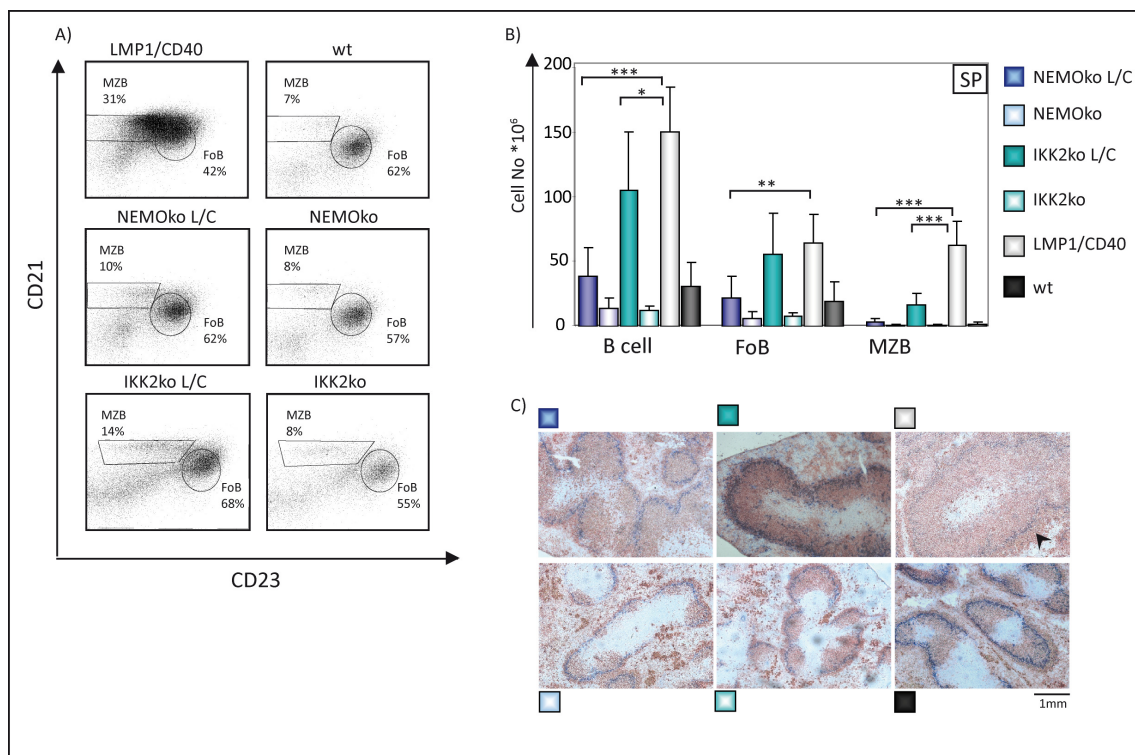 A)
LMP1/CD40
wt
MZB
31%
FoB
42%
MZB
7%
FoB
62%
NEMOko L/C
NEMOko
MZB
10%
FoB
62%
MZB
8%
FoB
57%
IKK2ko L/C
IKK2ko
MZB
14%
FoB
68%
MZB
8%
FoB
55%
CD21
CD23
B)
Cell No *10⁶
200
150
100
50
0
***
*
**
***
***
SP
B cell
FoB
MZB
NEMOko L/C
NEMOko
IKK2ko L/C
IKK2ko
LMP1/CD40
wt
C)
1mm